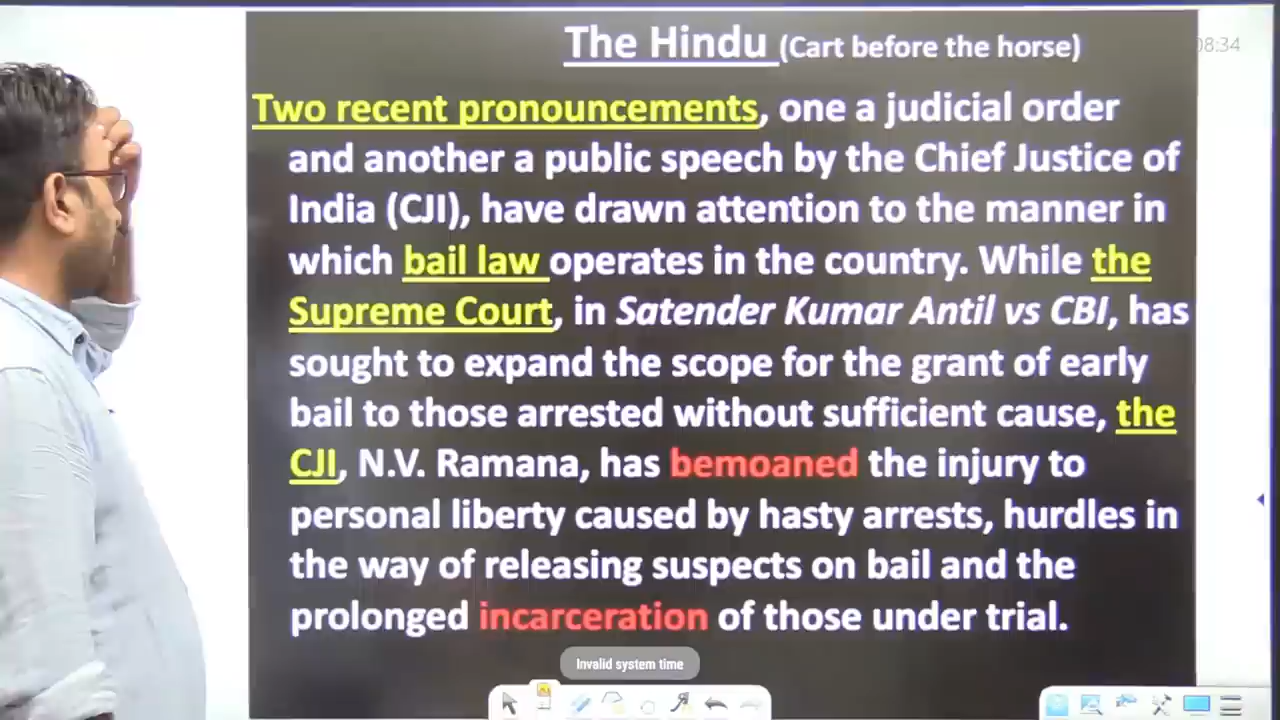 The Hindu (Cart before the horse)
08:34
Two recent pronouncements, one a judicial order
and another a public speech by the Chief Justice of
India (CJI), have drawn attention to the manner in
which bail law operates in the country. While the
Supreme Court, in Satender Kumar Antil vs CBI, has
sought to expand the scope for the grant of early
bail to those arrested without sufficient cause, the
CJI, N.V. Ramana, has bemoaned the injury to
personal liberty caused by hasty arrests, hurdles in
the way of releasing suspects on bail and the
prolonged incarceration of those under trial.
Invalid system time